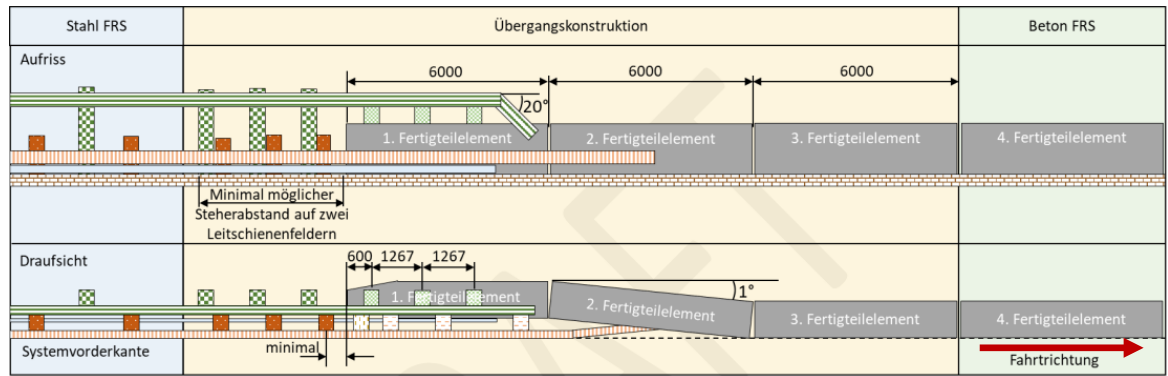 Stahl FRS
Übergangskonstruktion
Beton FRS
Aufriss
6000
6000
6000
20°
1. Fertigteilelement
2. Fertigteilelement
3. Fertigteilelement
4. Fertigteilelement
Minimal möglicher
Steherabstand auf zwei
Leitschienenfeldern
Draufsicht
600
1267
1267
1°
1. Fertigteilelement
2. Fertigteilelement
3. Fertigteilelement
4. Fertigteilelement
Systemvorderkante
minimal
Fahrtrichtung